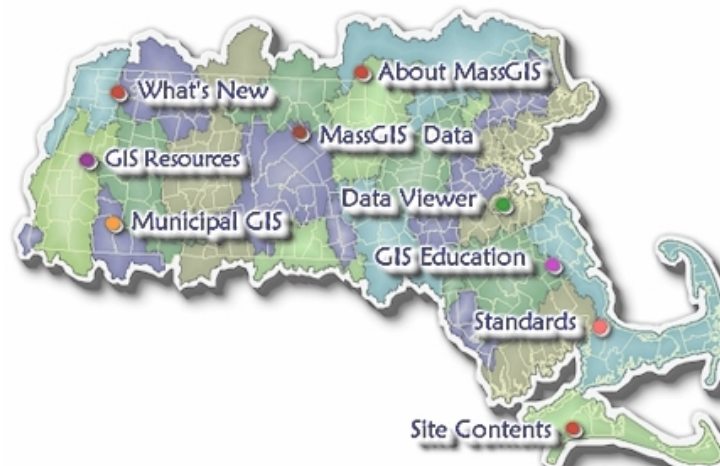 About MassGIS
What's New
MassGIS Data
GIS Resources
Data Viewer
Municipal GIS
GIS Education
Standards
Site Contents